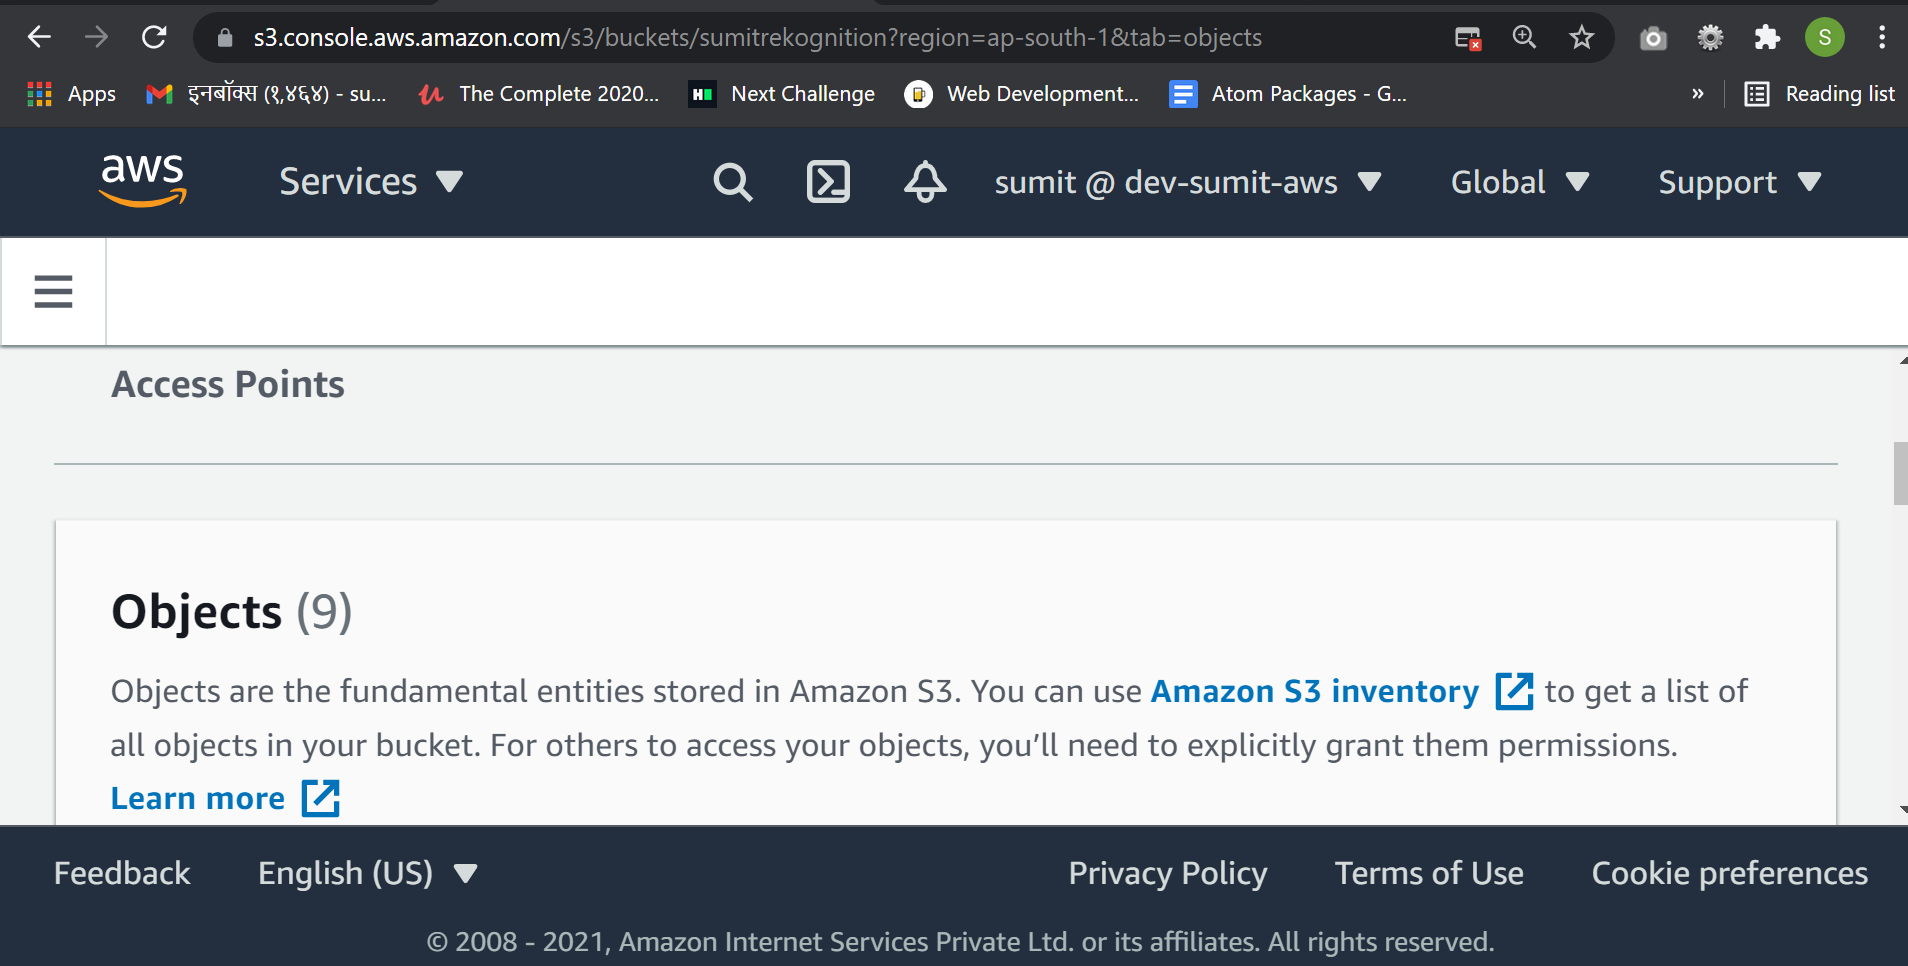 s3.console.aws.amazon.com/s3/buckets/sumitrekognition?region=ap-south-1&tab=objects
S
Apps इनबॉक्स (१,४६४) - su... The Complete 2020... Next Challenge Web Development... Atom Packages - G... » Reading list
aws Services sumit @ dev-sumit-aws Global Support
Access Points
Objects (9)
Objects are the fundamental entities stored in Amazon S3. You can use Amazon S3 inventory to get a list of
all objects in your bucket. For others to access your objects, you’ll need to explicitly grant them permissions.
Learn more
Feedback English (US) Privacy Policy Terms of Use Cookie preferences
© 2008 - 2021, Amazon Internet Services Private Ltd. or its affiliates. All rights reserved.